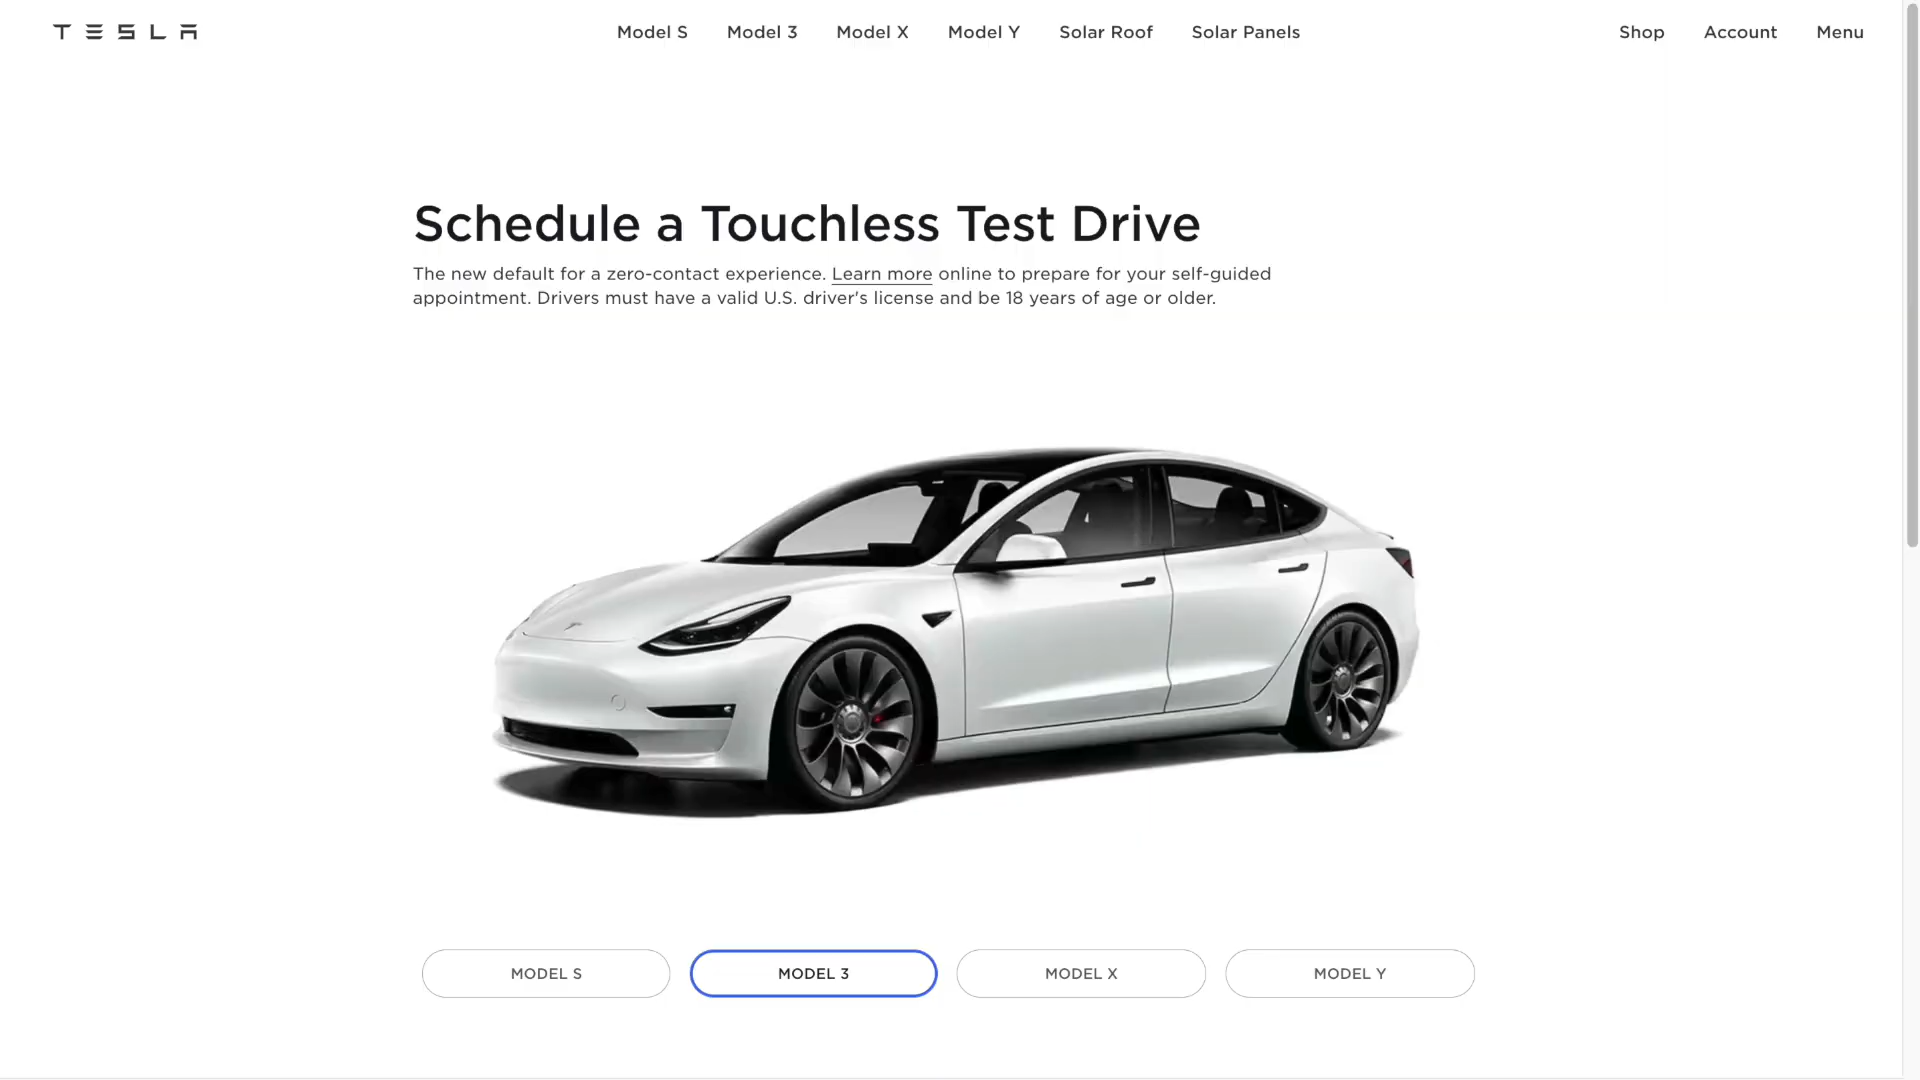 TESLA
Model S
Model 3
Model X
Model Y
Solar Roof
Solar Panels
Shop
Account
Menu
Schedule a Touchless Test Drive
The new default for a zero-contact experience. Learn more online to prepare for your self-guided
appointment. Drivers must have a valid U.S. driver's license and be 18 years of age or older.
MODEL S
MODEL 3
MODEL X
MODEL Y